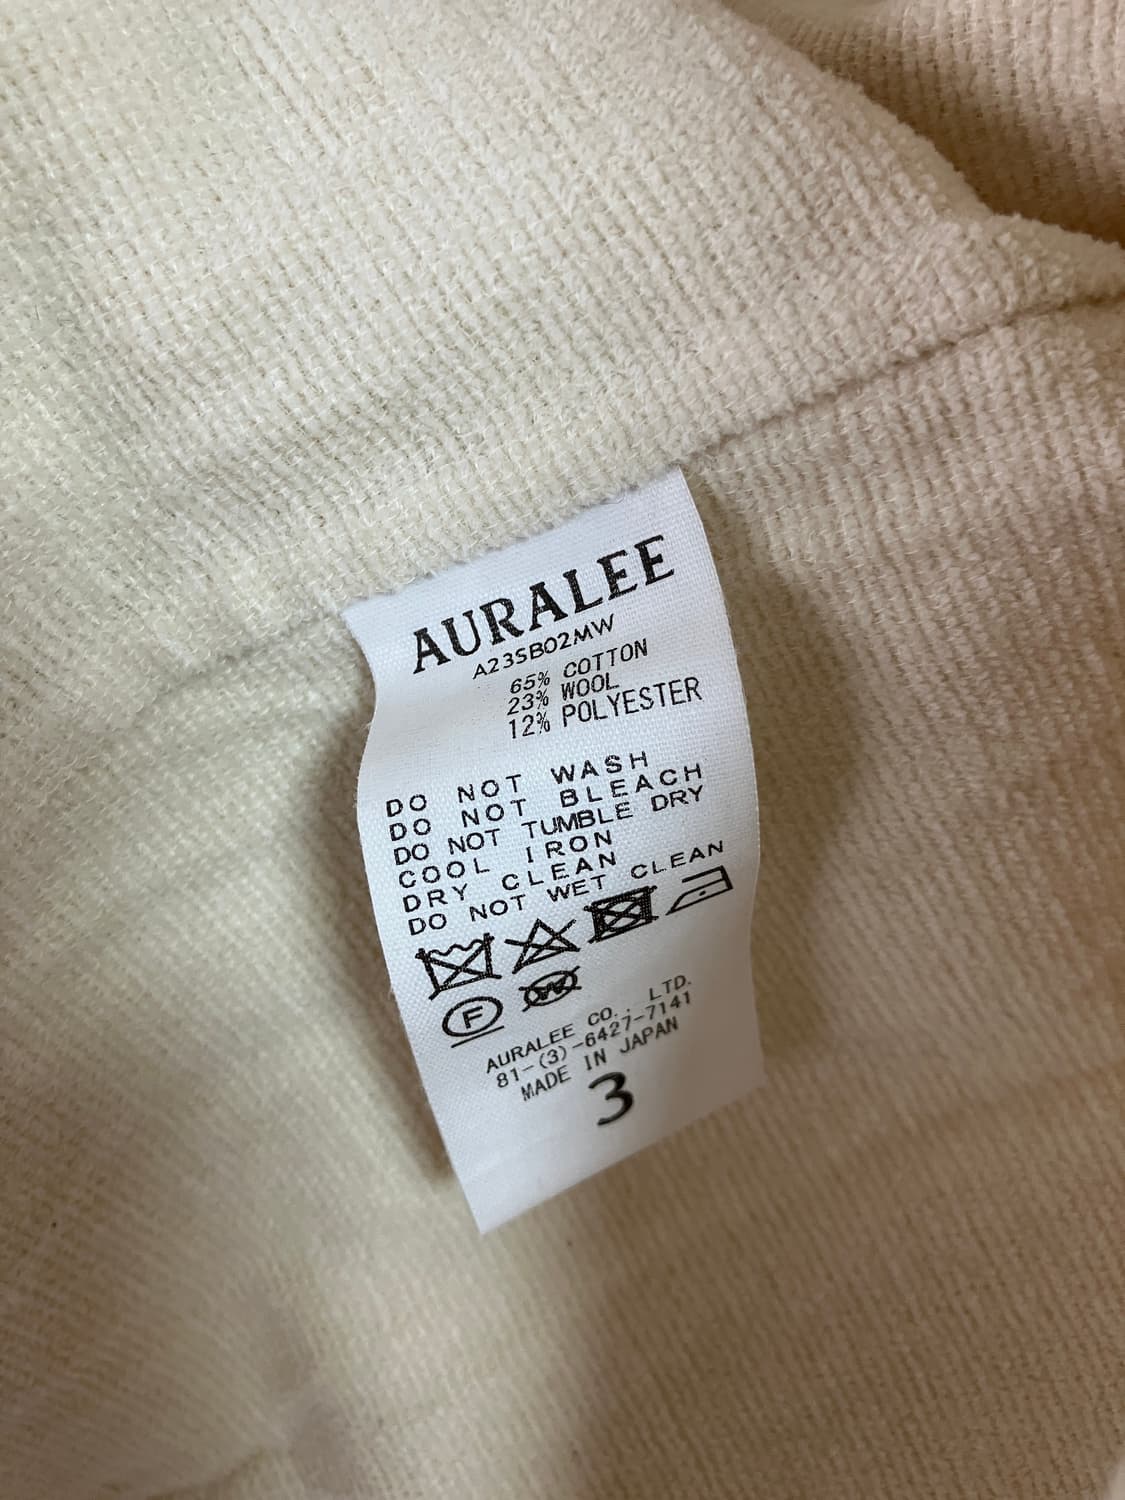 AURALEE
A23SB02MW
65% COTTON
23% WOOL
12% POLYESTER
DO NOT WASH
DO NOT BLEACH
DO NOT TUMBLE DRY
COOL IRON
DRY CLEAN
DO NOT WET CLEAN
F W
AURALEE CO., LTD.
81-(3)-6427-7141
MADE IN JAPAN
3